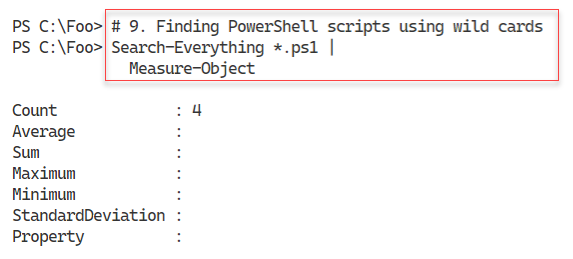 PS C:\Foo> # 9. Finding PowerShell scripts using wild cards
PS C:\Foo> Search-Everything *.ps1 |
  Measure-Object
Count             : 4
Average           :
Sum               :
Maximum           :
Minimum           :
StandardDeviation :
Property          :